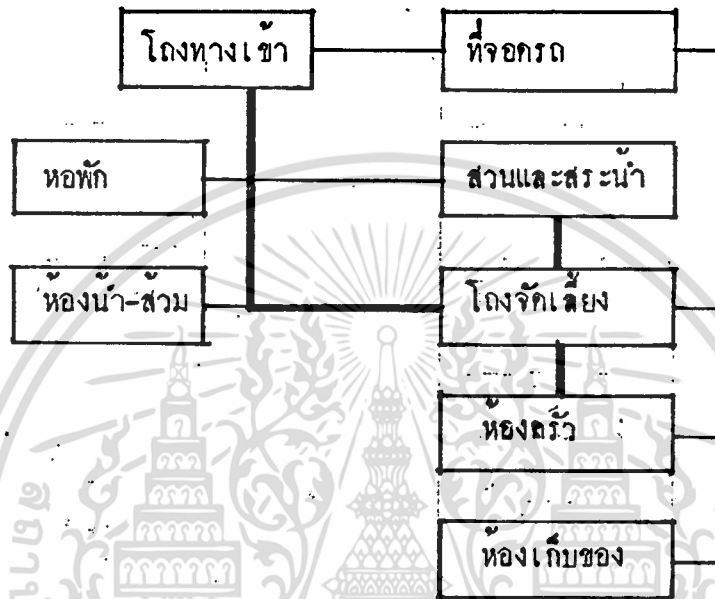 โถงทางเข้า
ที่จอดรถ
หอพัก
สวนและสระน้ำ
ห้องน้ำ-ส้วม
โถงจัดเลี้ยง
ห้องครัว
ห้องเก็บของ